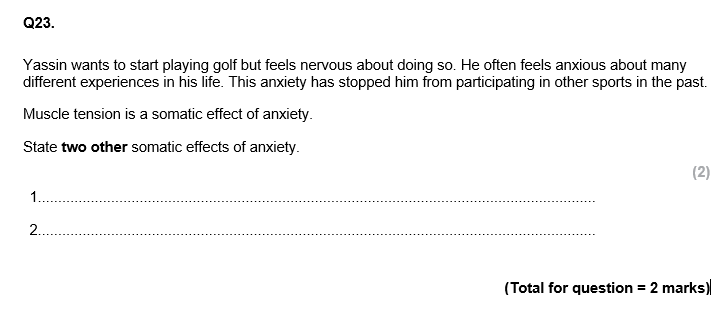 Q23.
Yassin wants to start playing golf but feels nervous about doing so. He often feels anxious about many
different experiences in his life. This anxiety has stopped him from participating in other sports in the past.
Muscle tension is a somatic effect of anxiety.
State two other somatic effects of anxiety.
(2)
1..........................................................................................................................................
2..........................................................................................................................................
(Total for question = 2 marks)